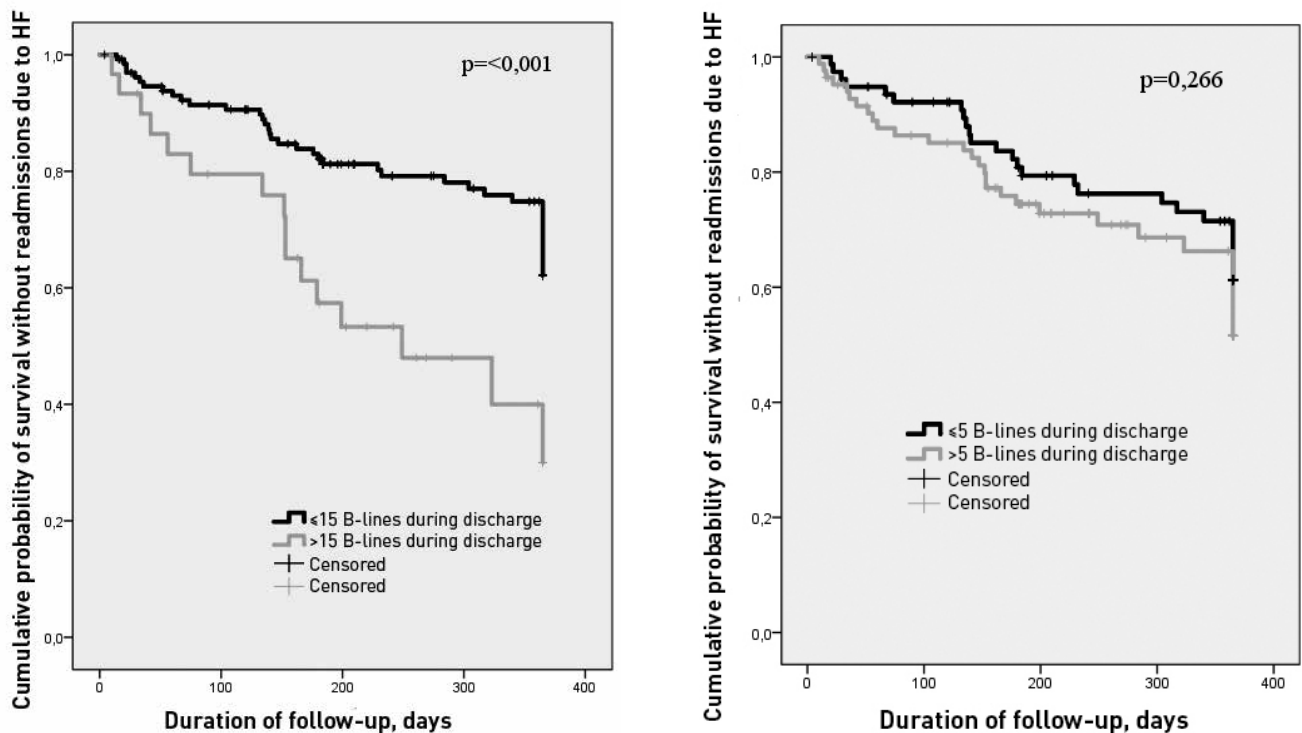 Cumulative probability of survival without readmissions due to HF
1,0
0,8
0,6
0,4
0,2
0,0
p=<0,001
≤15 B-lines during discharge
>15 B-lines during discharge
Censored
Censored
0
100
200
300
400
Duration of follow-up, days
Cumulative probability of survival without readmissions due to HF
1,0
0,8
0,6
0,4
0,2
0,0
p=0,266
≤5 B-lines during discharge
>5 B-lines during discharge
Censored
Censored
0
100
200
300
400
Duration of follow-up, days